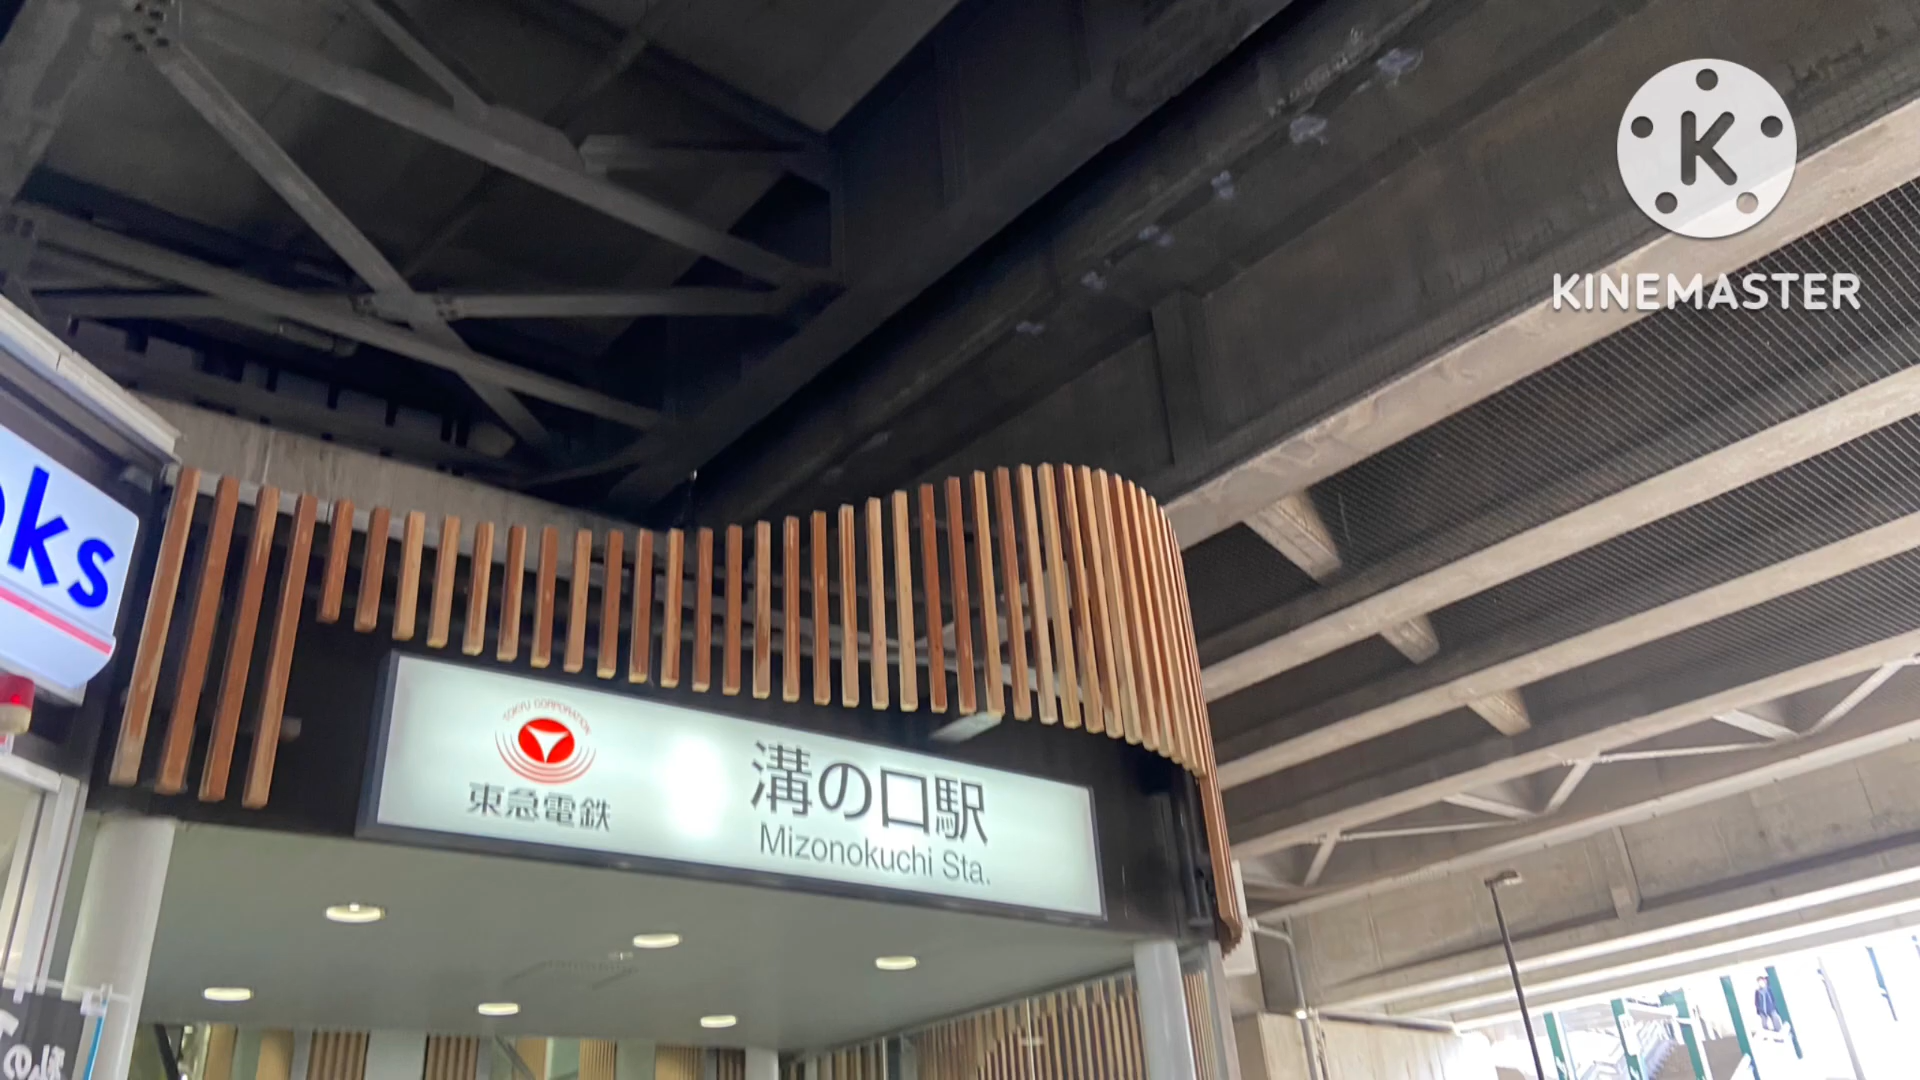 K
KINEMASTER
oks
TOKYU CORPORATION
東急電鉄
溝の口駅
Mizonokuchi Sta.